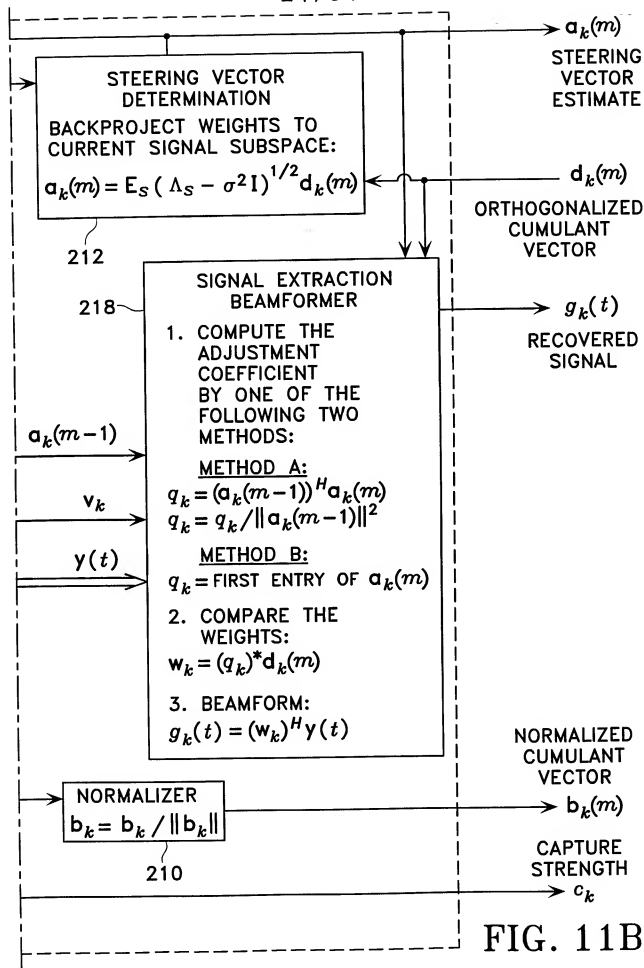 a_k(m)
STEERING
VECTOR
ESTIMATE
STEERING VECTOR
DETERMINATION
BACKPROJECT WEIGHTS TO
CURRENT SIGNAL SUBSPACE:
a_k(m) = E_S ( Λ_S − σ²I )^{1/2} d_k(m)
212
d_k(m)
ORTHOGONALIZED
CUMULANT
VECTOR
218
SIGNAL EXTRACTION
BEAMFORMER
1. COMPUTE THE
ADJUSTMENT
COEFFICIENT
BY ONE OF THE
FOLLOWING TWO
METHODS:
METHOD A:
q_k = (a_k(m−1))^H a_k(m)
q_k = q_k / ||a_k(m−1)||²
METHOD B:
q_k = FIRST ENTRY OF a_k(m)
2. COMPARE THE
WEIGHTS:
w_k = (q_k)* d_k(m)
3. BEAMFORM:
g_k(t) = (w_k)^H y(t)
g_k(t)
RECOVERED
SIGNAL
a_k(m−1)
v_k
y(t)
NORMALIZER
b_k = b_k / ||b_k||
210
NORMALIZED
CUMULANT
VECTOR
b_k(m)
CAPTURE
STRENGTH
c_k
FIG. 11B